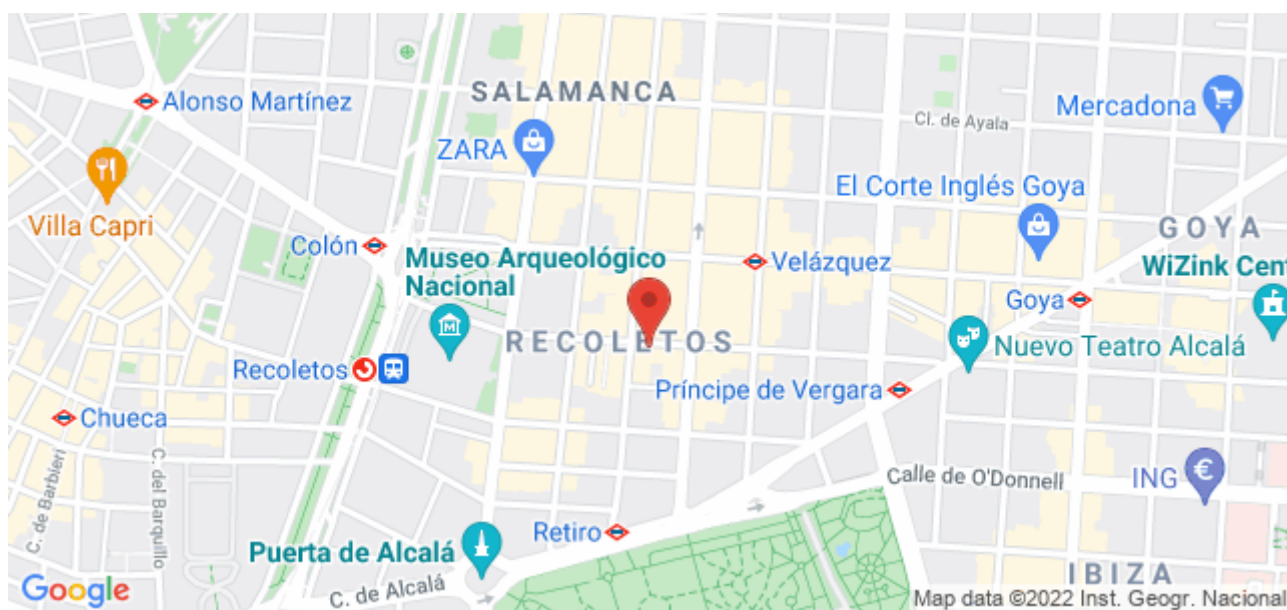 SALAMANCA
Alonso Martínez
Mercadona
Cl. de Ayala
ZARA
El Corte Inglés Goya
Villa Capri
GOYA
Colón
Museo Arqueológico
Nacional
Velázquez
WiZink Cent
Goya
RECOLETOS
Nuevo Teatro Alcalá
Recoletos
Príncipe de Vergara
Chueca
C. de Barbieri
C. del Barquillo
Calle de O'Donnell
ING
Retiro
Puerta de Alcalá
IBIZA
Google
C. de Alcalá
Map data ©2022 Inst. Geogr. Nacional